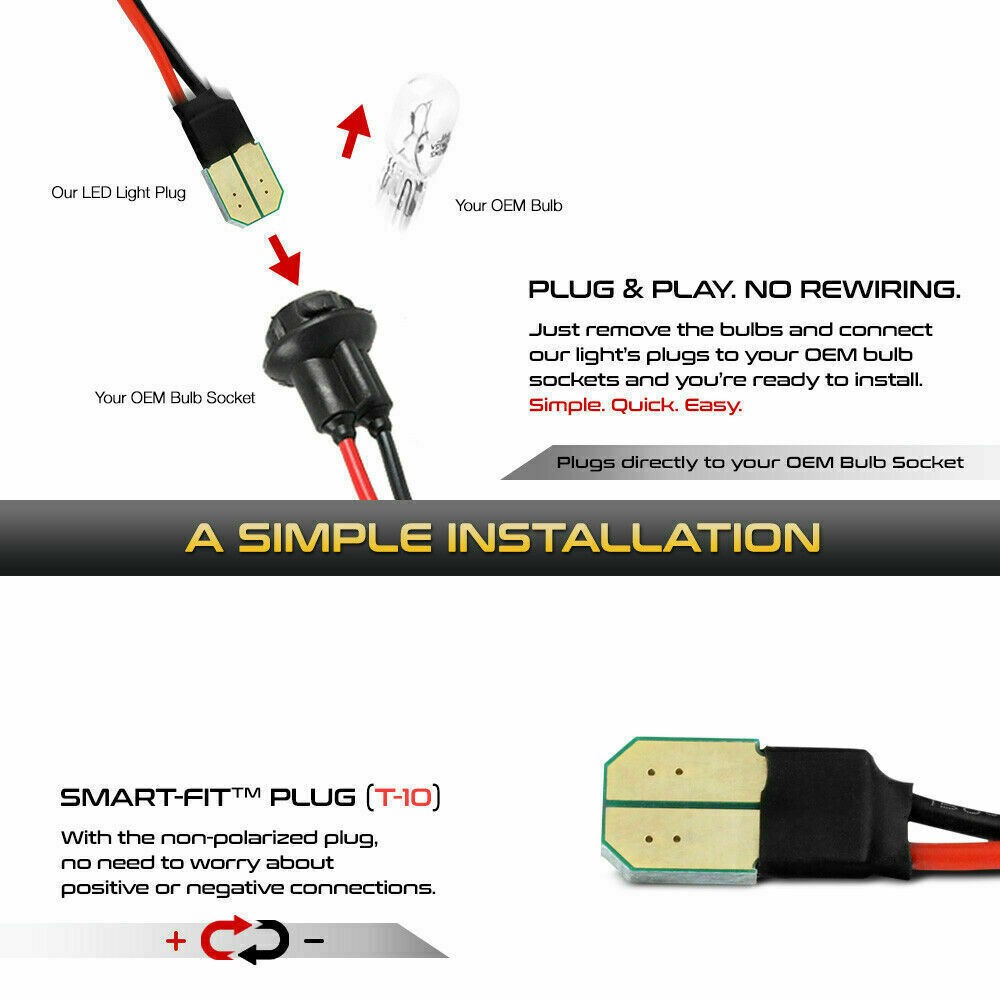 Our LED Light Plug
Your OEM Bulb
PLUG & PLAY. NO REWIRING.
Just remove the bulbs and connect
our light's plugs to your OEM bulb
sockets and you're ready to install.
Simple. Quick. Easy.
Your OEM Bulb Socket
Plugs directly to your OEM Bulb Socket
A SIMPLE INSTALLATION
SMART-FIT™ PLUG (T-10)
With the non-polarized plug,
no need to worry about
positive or negative connections.
+ −